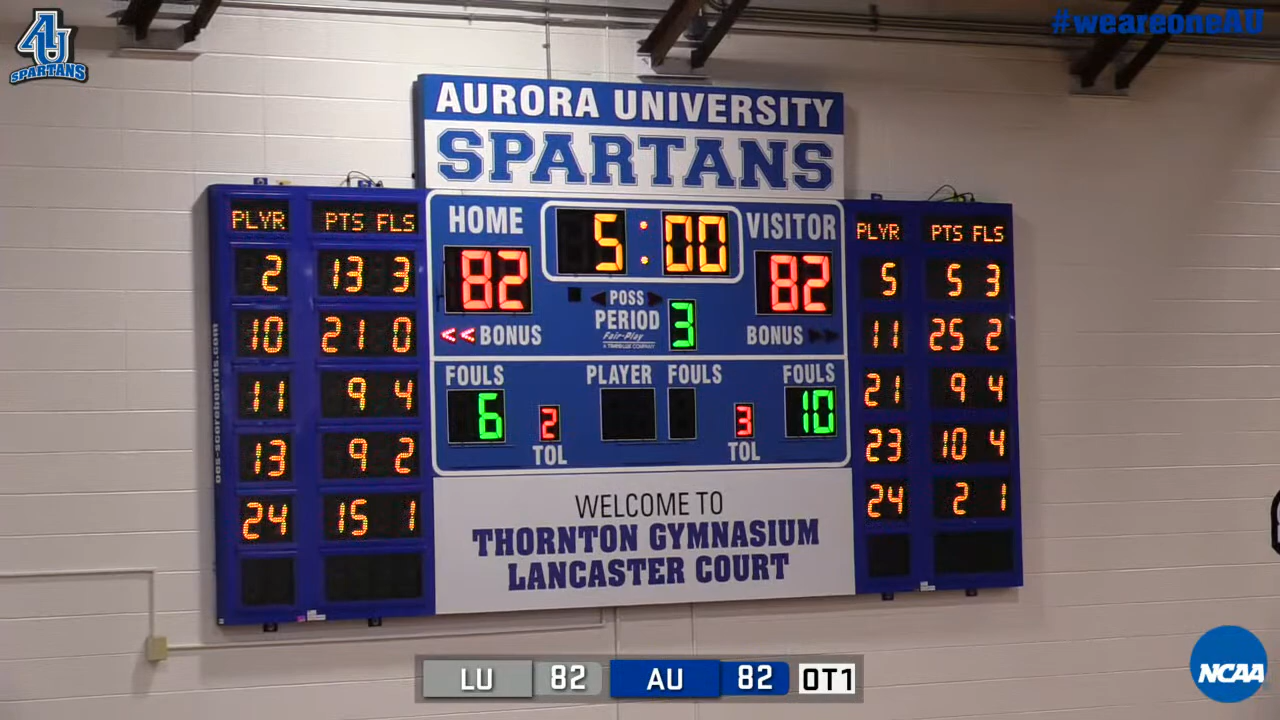 AU
SPARTANS
#weareoneAU
AURORA UNIVERSITY
SPARTANS
HOME 5:00 VISITOR
82 82
POSS
<< BONUS PERIOD 3 BONUS
Fair-Play
FOULS PLAYER FOULS FOULS
6 2 3 10
TOL TOL
WELCOME TO
THORNTON GYMNASIUM
LANCASTER COURT
PLYR PTS FLS
2 13 3
10 21 0
11 9 4
13 9 2
24 15 1
PLYR PTS FLS
5 5 3
11 25 2
21 9 4
23 10 4
24 2 1
LU 82 AU 82 OT1
NCAA